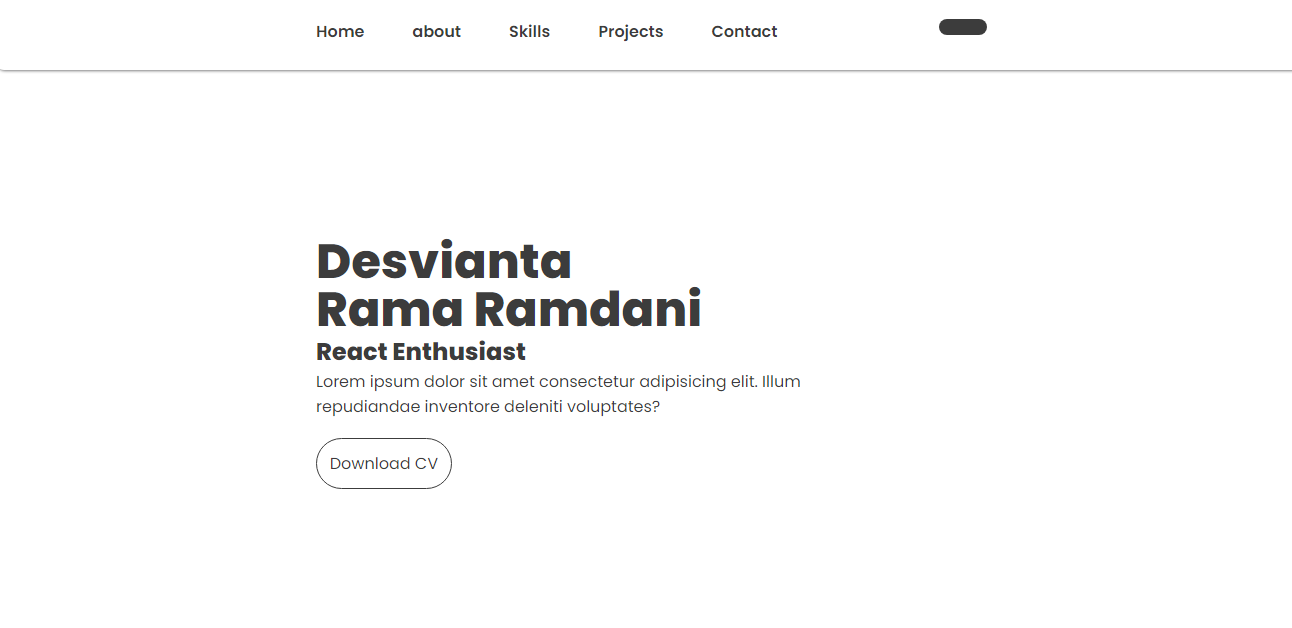 Home about Skills Projects Contact
Desvianta
Rama Ramdani
React Enthusiast
Lorem ipsum dolor sit amet consectetur adipisicing elit. Illum
repudiandae inventore deleniti voluptates?
Download CV